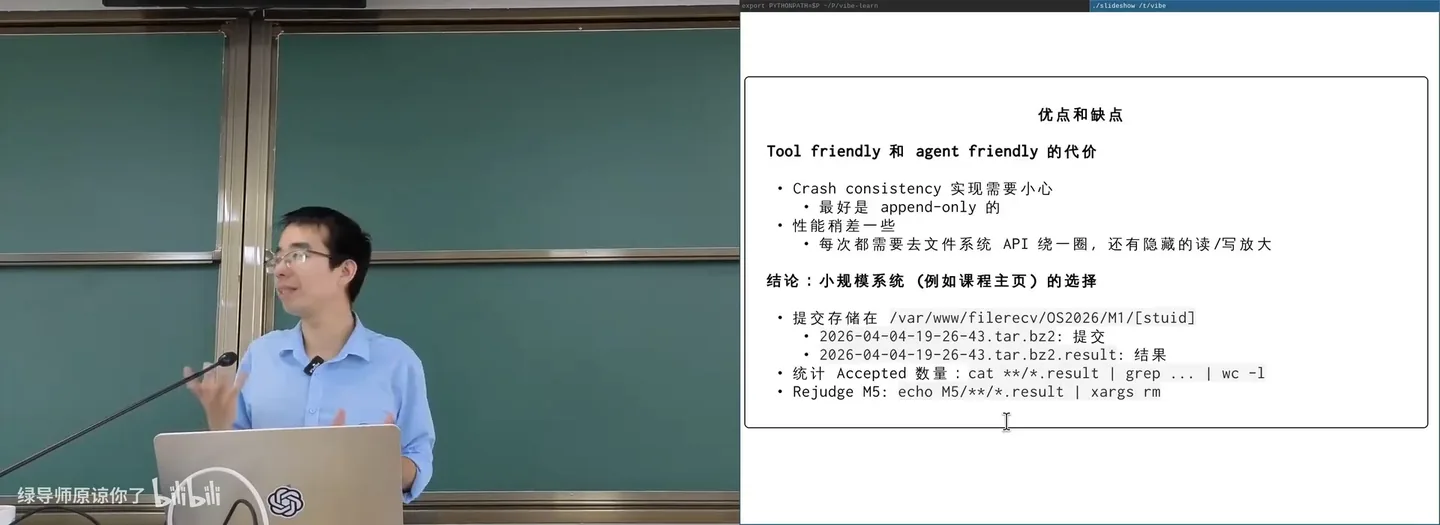 export PYTHONPATH=$P ~/P/vibe-learn
./slideshow /t/vibe
优点和缺点
Tool friendly 和 agent friendly 的代价
• Crash consistency 实现需要小心
• 最好是 append-only 的
• 性能稍差一些
• 每次都需要去文件系统 API 绕一圈, 还有隐藏的读/写放大
结论: 小规模系统 (例如课程主页) 的选择
• 提交存储在 /var/www/filerecv/OS2026/M1/[stuid]
• 2026-04-04-19-26-43.tar.bz2: 提交
• 2026-04-04-19-26-43.tar.bz2.result: 结果
• 统计 Accepted 数量: cat **/*.result | grep ... | wc -l
• Rejudge M5: echo M5/**/*.result | xargs rm
绿导师原谅你了 bilibili